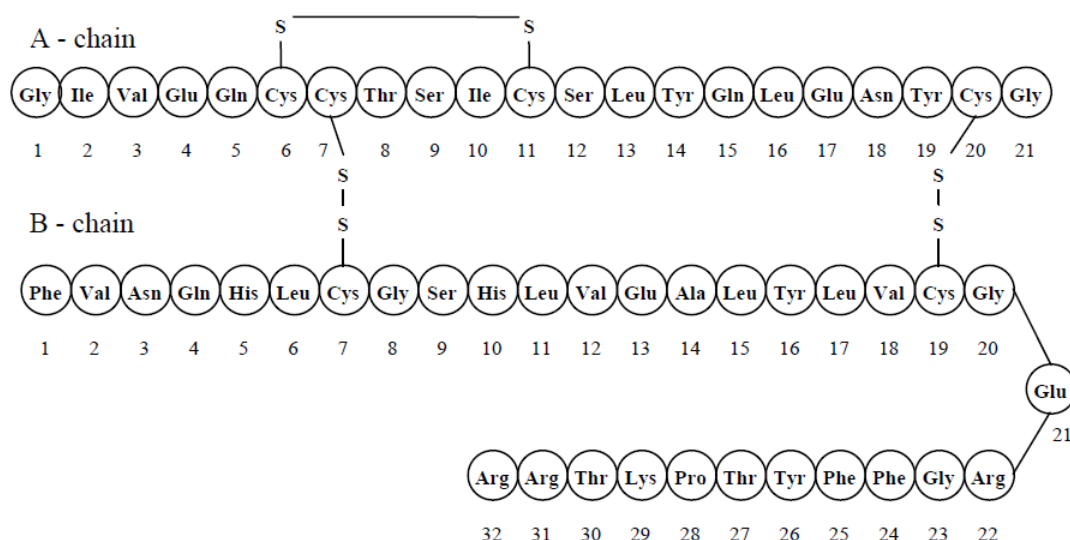 S S
A - chain
Gly Ile Val Glu Gln Cys Cys Thr Ser Ile Cys Ser Leu Tyr Gln Leu Glu Asn Tyr Cys Gly
1 2 3 4 5 6 7 8 9 10 11 12 13 14 15 16 17 18 19 20 21
S S
S S
B - chain
Phe Val Asn Gln His Leu Cys Gly Ser His Leu Val Glu Ala Leu Tyr Leu Val Cys Gly
1 2 3 4 5 6 7 8 9 10 11 12 13 14 15 16 17 18 19 20
Glu
21
Arg Arg Thr Lys Pro Thr Tyr Phe Phe Gly Arg
32 31 30 29 28 27 26 25 24 23 22